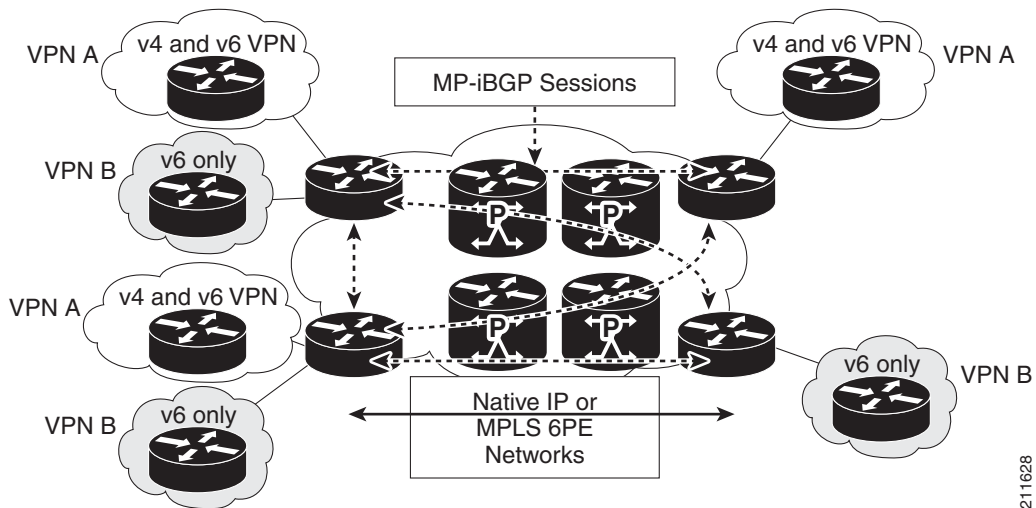 VPN A
v4 and v6 VPN
v4 and v6 VPN
VPN A
MP-iBGP Sessions
VPN B
v6 only
P
P
VPN A
v4 and v6 VPN
P
P
v6 only
VPN B
VPN B
v6 only
Native IP or
MPLS 6PE
Networks
211628